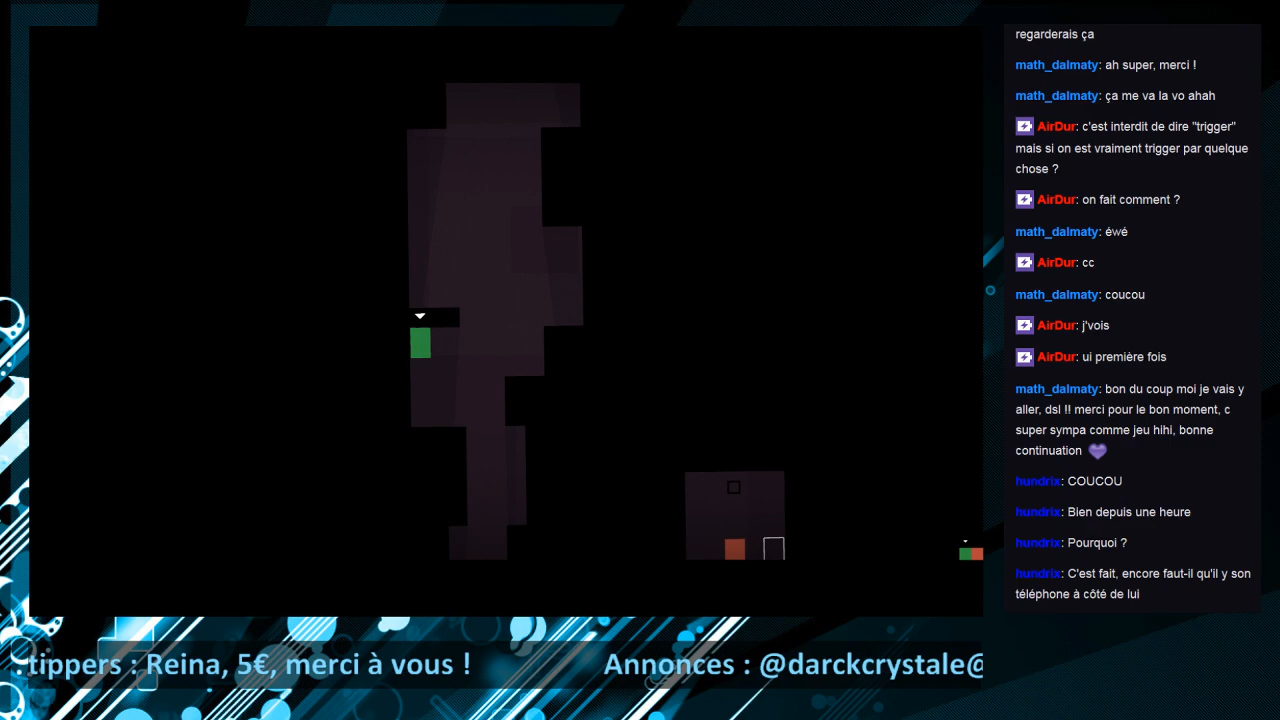 regarderais ça
math_dalmaty: ah super, merci !
math_dalmaty: ça me va la vo ahah
AirDur: c'est interdit de dire "trigger"
mais si on est vraiment trigger par quelque
chose ?
AirDur: on fait comment ?
math_dalmaty: éwé
AirDur: cc
math_dalmaty: coucou
AirDur: j'vois
AirDur: ui première fois
math_dalmaty: bon du coup moi je vais y
aller, dsl !! merci pour le bon moment, c
super sympa comme jeu hihi, bonne
continuation
hundrix: COUCOU
hundrix: Bien depuis une heure
hundrix: Pourquoi ?
hundrix: C'est fait, encore faut-il qu'il y son
téléphone à côté de lui
tippers : Reina, 5€, merci à vous ! Annonces : @darckcrystale@